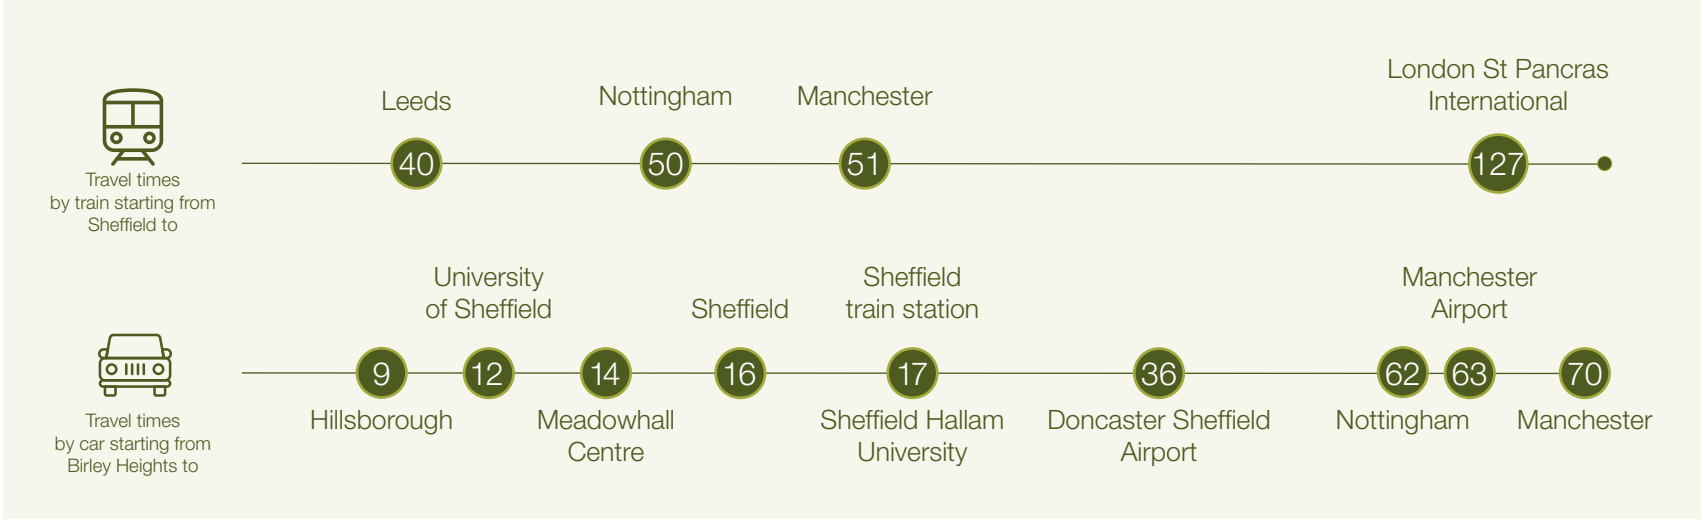 Leeds
Nottingham
Manchester
London St Pancras
International
40
50
51
127
Travel times
by train starting from
Sheffield to
University
of Sheffield
Sheffield
Sheffield
train station
Manchester
Airport
9
12
14
16
17
36
62
63
70
Hillsborough
Meadowhall
Centre
Sheffield Hallam
University
Doncaster Sheffield
Airport
Nottingham
Manchester
Travel times
by car starting from
Birley Heights to